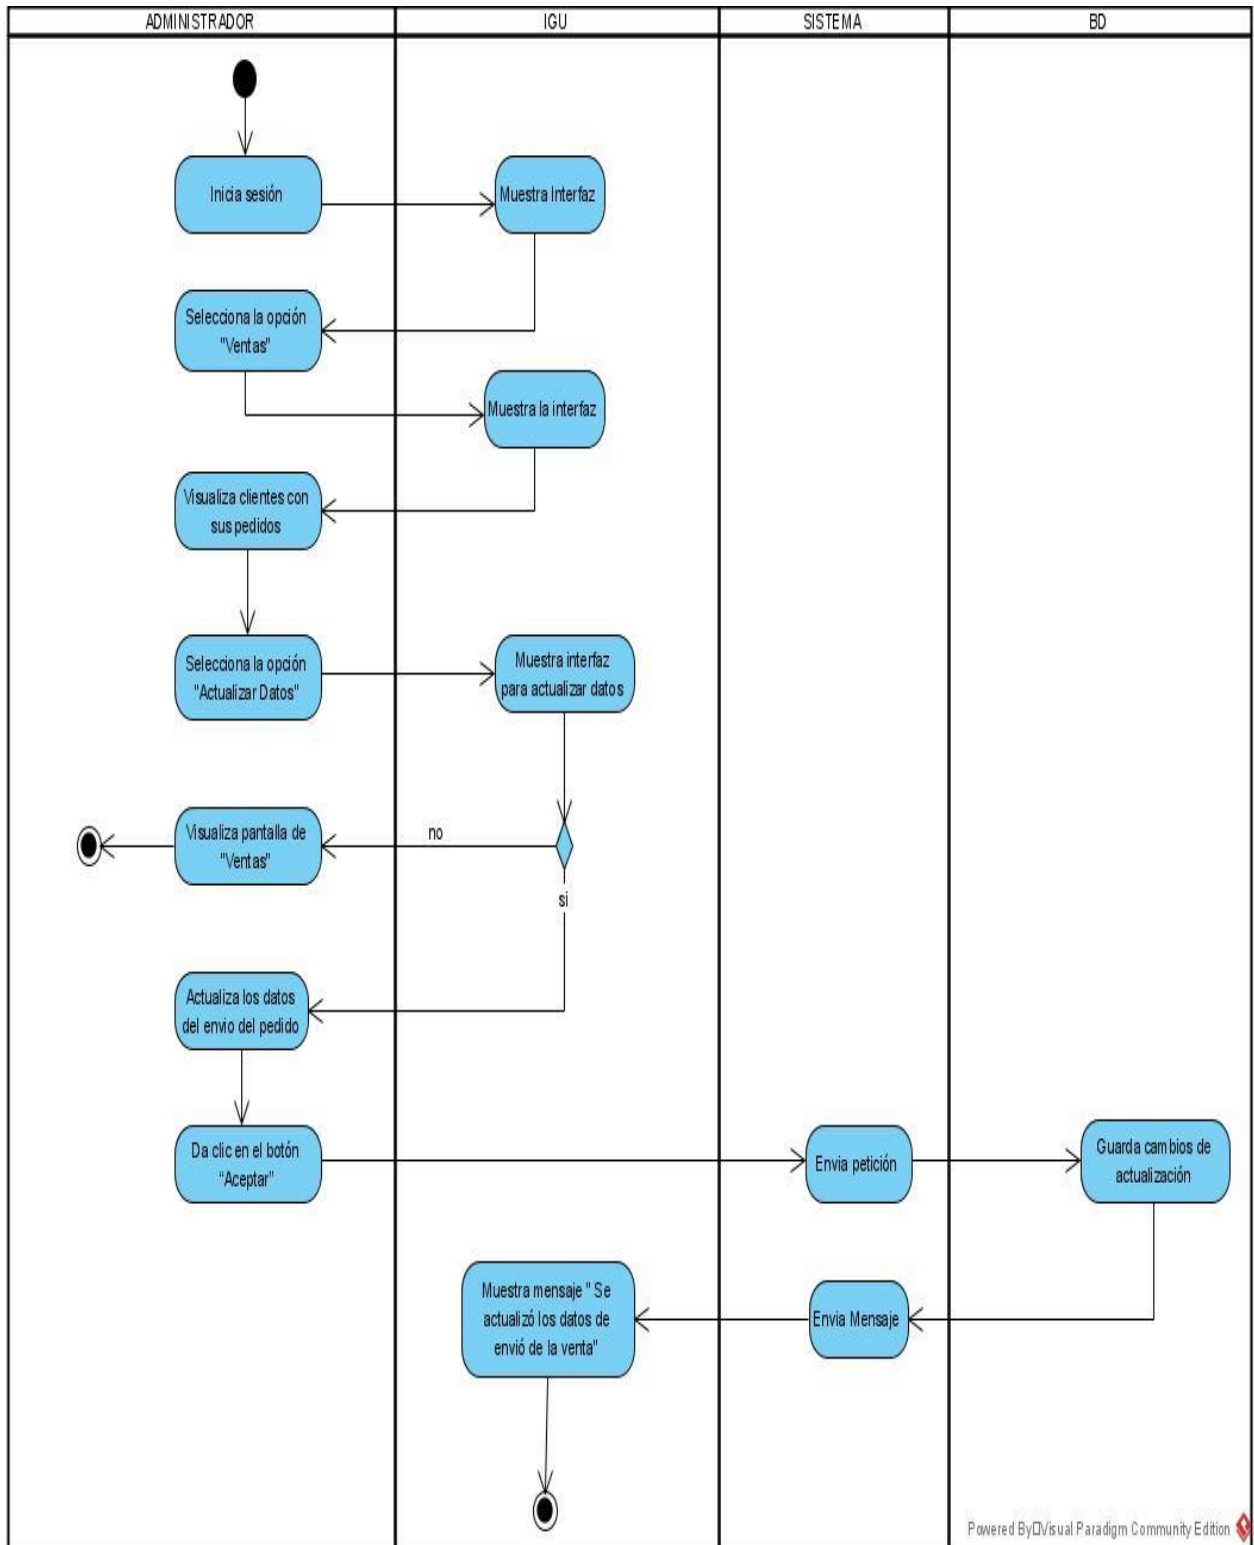 ADMINISTRADOR
IGU
SISTEMA
BD
Inicia sesión
Muestra Interfaz
Selecciona la opción
"Ventas"
Muestra la interfaz
Visualiza clientes con
sus pedidos
Selecciona la opción
"Actualizar Datos"
Muestra interfaz
para actualizar datos
Visualiza pantalla de
"Ventas"
no
si
Actualiza los datos
del envio del pedido
Da clic en el botón
"Aceptar"
Envia petición
Guarda cambios de
actualización
Muestra mensaje " Se
actualizó los datos de
envió de la venta"
Envia Mensaje
Powered By□Visual Paradigm Community Edition